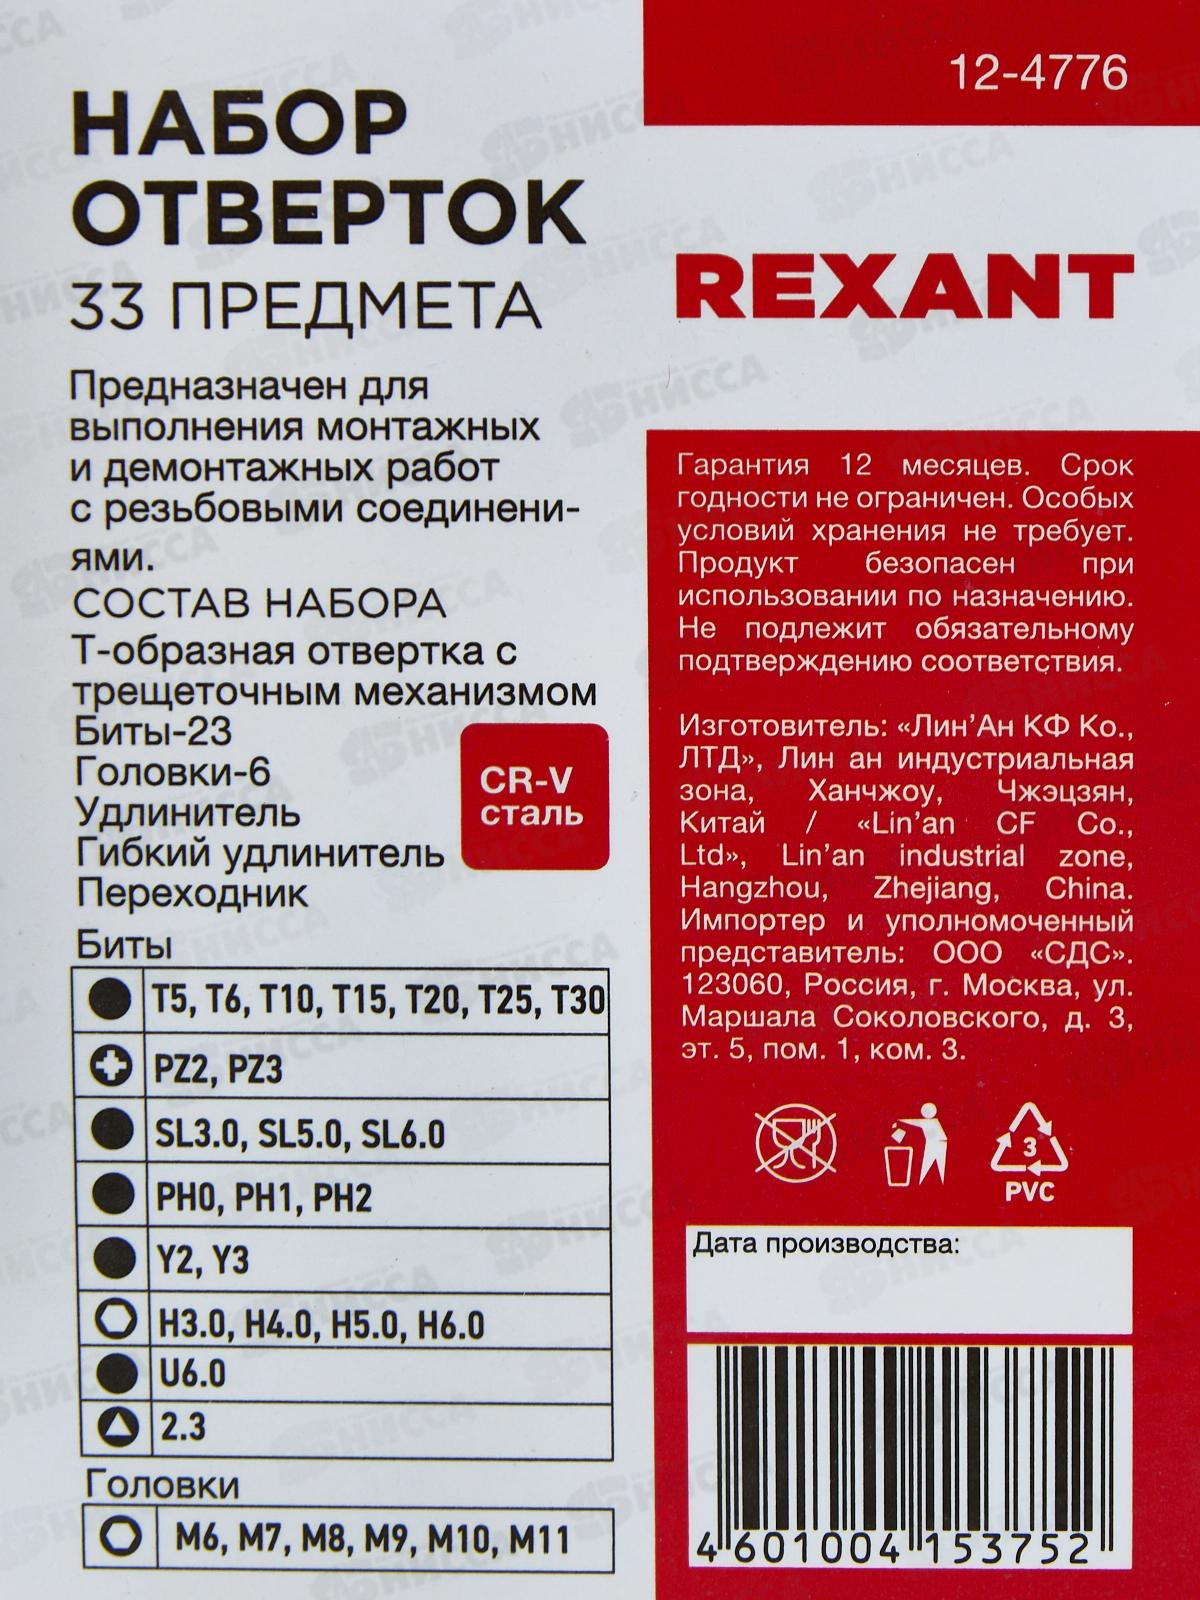 12-4776
НАБОР
ОТВЕРТОК
33 ПРЕДМЕТА
REXANT
Предназначен для
выполнения монтажных
и демонтажных работ
с резьбовыми соединени-
ями.
СОСТАВ НАБОРА
Т-образная отвертка с
трещеточным механизмом
Биты-23
Головки-6
Удлинитель
Гибкий удлинитель
Переходник
CR-V
сталь
Биты
T5, T6, T10, T15, T20, T25, T30
PZ2, PZ3
SL3.0, SL5.0, SL6.0
PH0, PH1, PH2
Y2, Y3
H3.0, H4.0, H5.0, H6.0
U6.0
2.3
Головки
M6, M7, M8, M9, M10, M11
Гарантия 12 месяцев. Срок
годности не ограничен. Особых
условий хранения не требует.
Продукт безопасен при
использовании по назначению.
Не подлежит обязательному
подтверждению соответствия.
Изготовитель: «Лин’Ан КФ Ко.,
ЛТД», Лин ан индустриальная
зона, Ханчжоу, Чжэцзян,
Китай / «Lin’an CF Co.,
Ltd», Lin’an industrial zone,
Hangzhou, Zhejiang, China.
Импортер и уполномоченный
представитель: ООО «СДС».
123060, Россия, г. Москва, ул.
Маршала Соколовского, д. 3,
эт. 5, пом. 1, ком. 3.
3
PVC
Дата производства:
4 601004 153752
НИССА